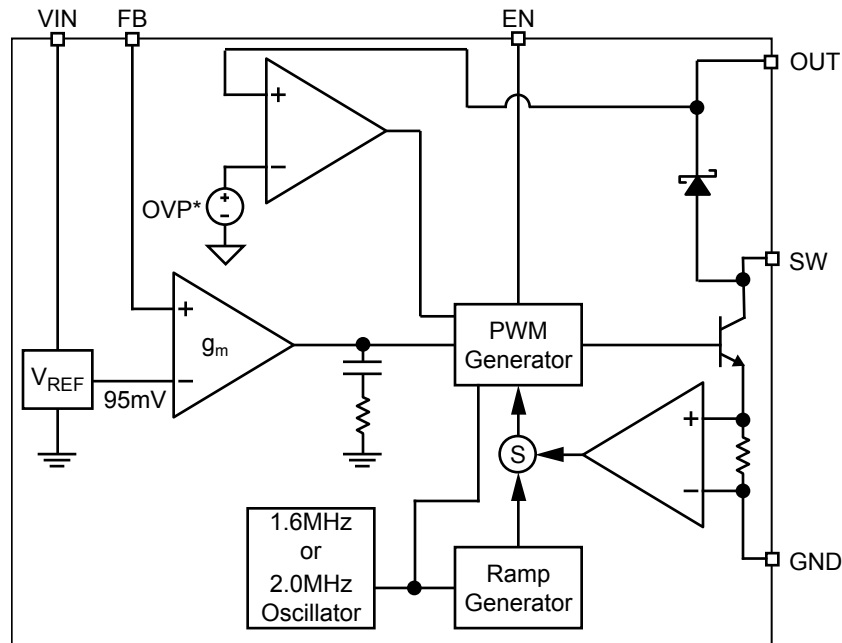 VIN
FB
EN
OUT
+
−
OVP*
+
−
SW
+
gm
−
VREF
95mV
PWM
Generator
+
−
S
GND
1.6MHz
or
2.0MHz
Oscillator
Ramp
Generator